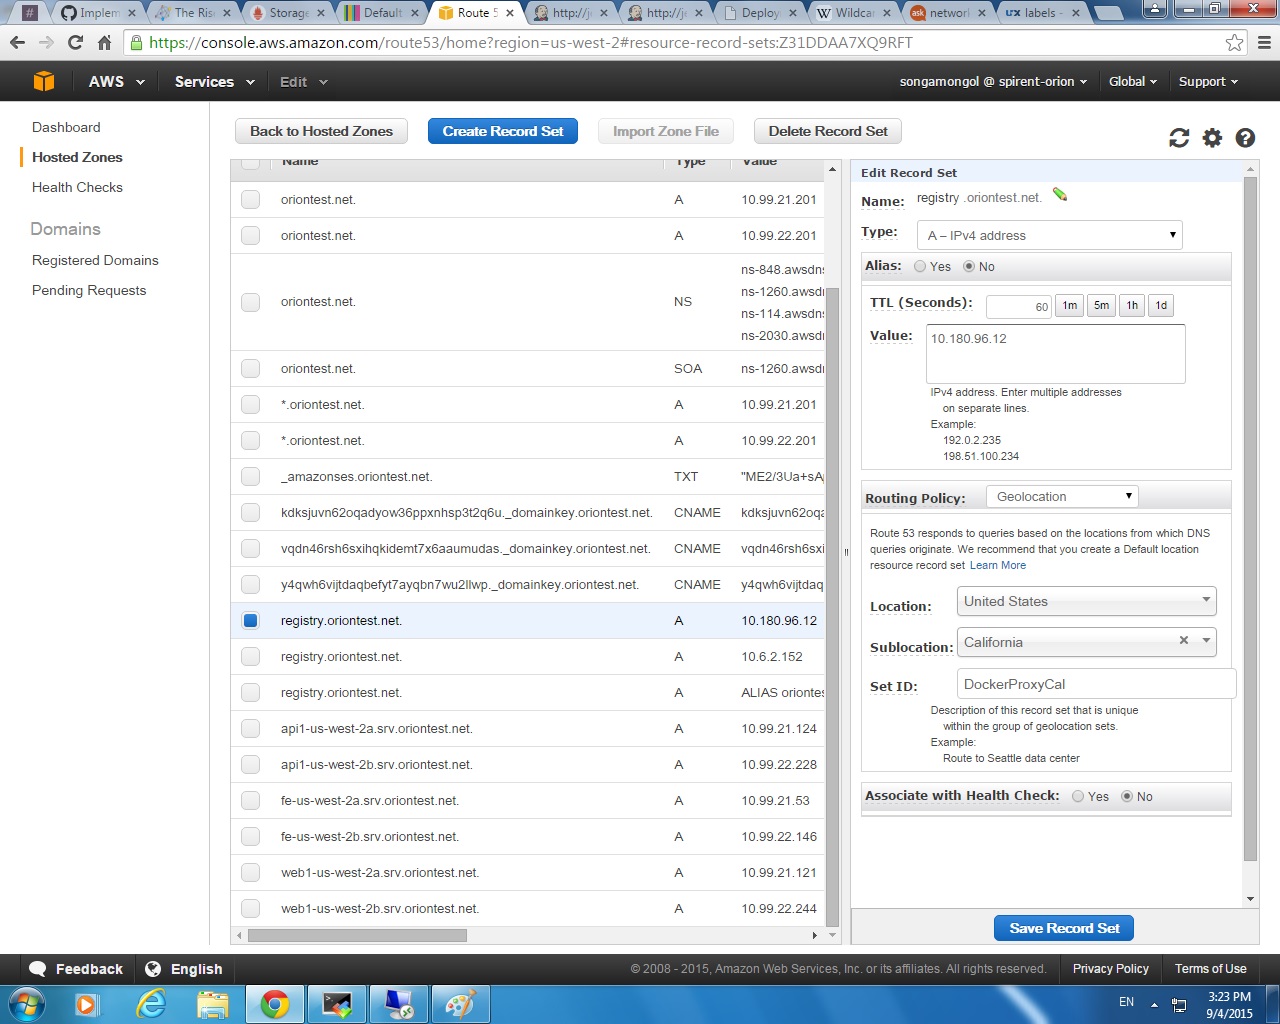 #
Implem
The Ris
Storage
Default
Route 5
http://j
http://j
Deploy
Wildcar
ask
network
labels -
https://console.aws.amazon.com/route53/home?region=us-west-2#resource-record-sets:Z31DDAA7XQ9RFT
AWS
Services
Edit
songamongol @ spirent-orion
Global
Support
Dashboard
Hosted Zones
Health Checks
Domains
Registered Domains
Pending Requests
Back to Hosted Zones
Create Record Set
Import Zone File
Delete Record Set
Name Type Value
oriontest.net. A 10.99.21.201
oriontest.net. A 10.99.22.201
oriontest.net. NS
ns-848.awsdn
ns-1260.awsd
ns-114.awsdn
ns-2030.awsd
oriontest.net. SOA ns-1260.awsd
*.oriontest.net. A 10.99.21.201
*.oriontest.net. A 10.99.22.201
_amazonses.oriontest.net. TXT "ME2/3Ua+sA
kdksjuvn62oqadyow36ppxnhsp3t2q6u._domainkey.oriontest.net. CNAME kdksjuvn62oqa
vqdn46rsh6sxihqkidemt7x6aaumudas._domainkey.oriontest.net. CNAME vqdn46rsh6sxi
y4qwh6vijtdaqbefyt7ayqbn7wu2llwp._domainkey.oriontest.net. CNAME y4qwh6vijtdaq
registry.oriontest.net. A 10.180.96.12
registry.oriontest.net. A 10.6.2.152
registry.oriontest.net. A ALIAS oriontes
api1-us-west-2a.srv.oriontest.net. A 10.99.21.124
api1-us-west-2b.srv.oriontest.net. A 10.99.22.228
fe-us-west-2a.srv.oriontest.net. A 10.99.21.53
fe-us-west-2b.srv.oriontest.net. A 10.99.22.146
web1-us-west-2a.srv.oriontest.net. A 10.99.21.121
web1-us-west-2b.srv.oriontest.net. A 10.99.22.244
Edit Record Set
Name: registry .oriontest.net.
Type: A – IPv4 address
Alias: Yes No
TTL (Seconds): 60 1m 5m 1h 1d
Value: 10.180.96.12
IPv4 address. Enter multiple addresses
on separate lines.
Example:
192.0.2.235
198.51.100.234
Routing Policy: Geolocation
Route 53 responds to queries based on the locations from which DNS
queries originate. We recommend that you create a Default location
resource record set Learn More
Location: United States
Sublocation: California
Set ID: DockerProxyCal
Description of this record set that is unique
within the group of geolocation sets.
Example:
Route to Seattle data center
Associate with Health Check: Yes No
Save Record Set
Feedback
English
© 2008 - 2015, Amazon Web Services, Inc. or its affiliates. All rights reserved.
Privacy Policy
Terms of Use
EN
3:23 PM
9/4/2015